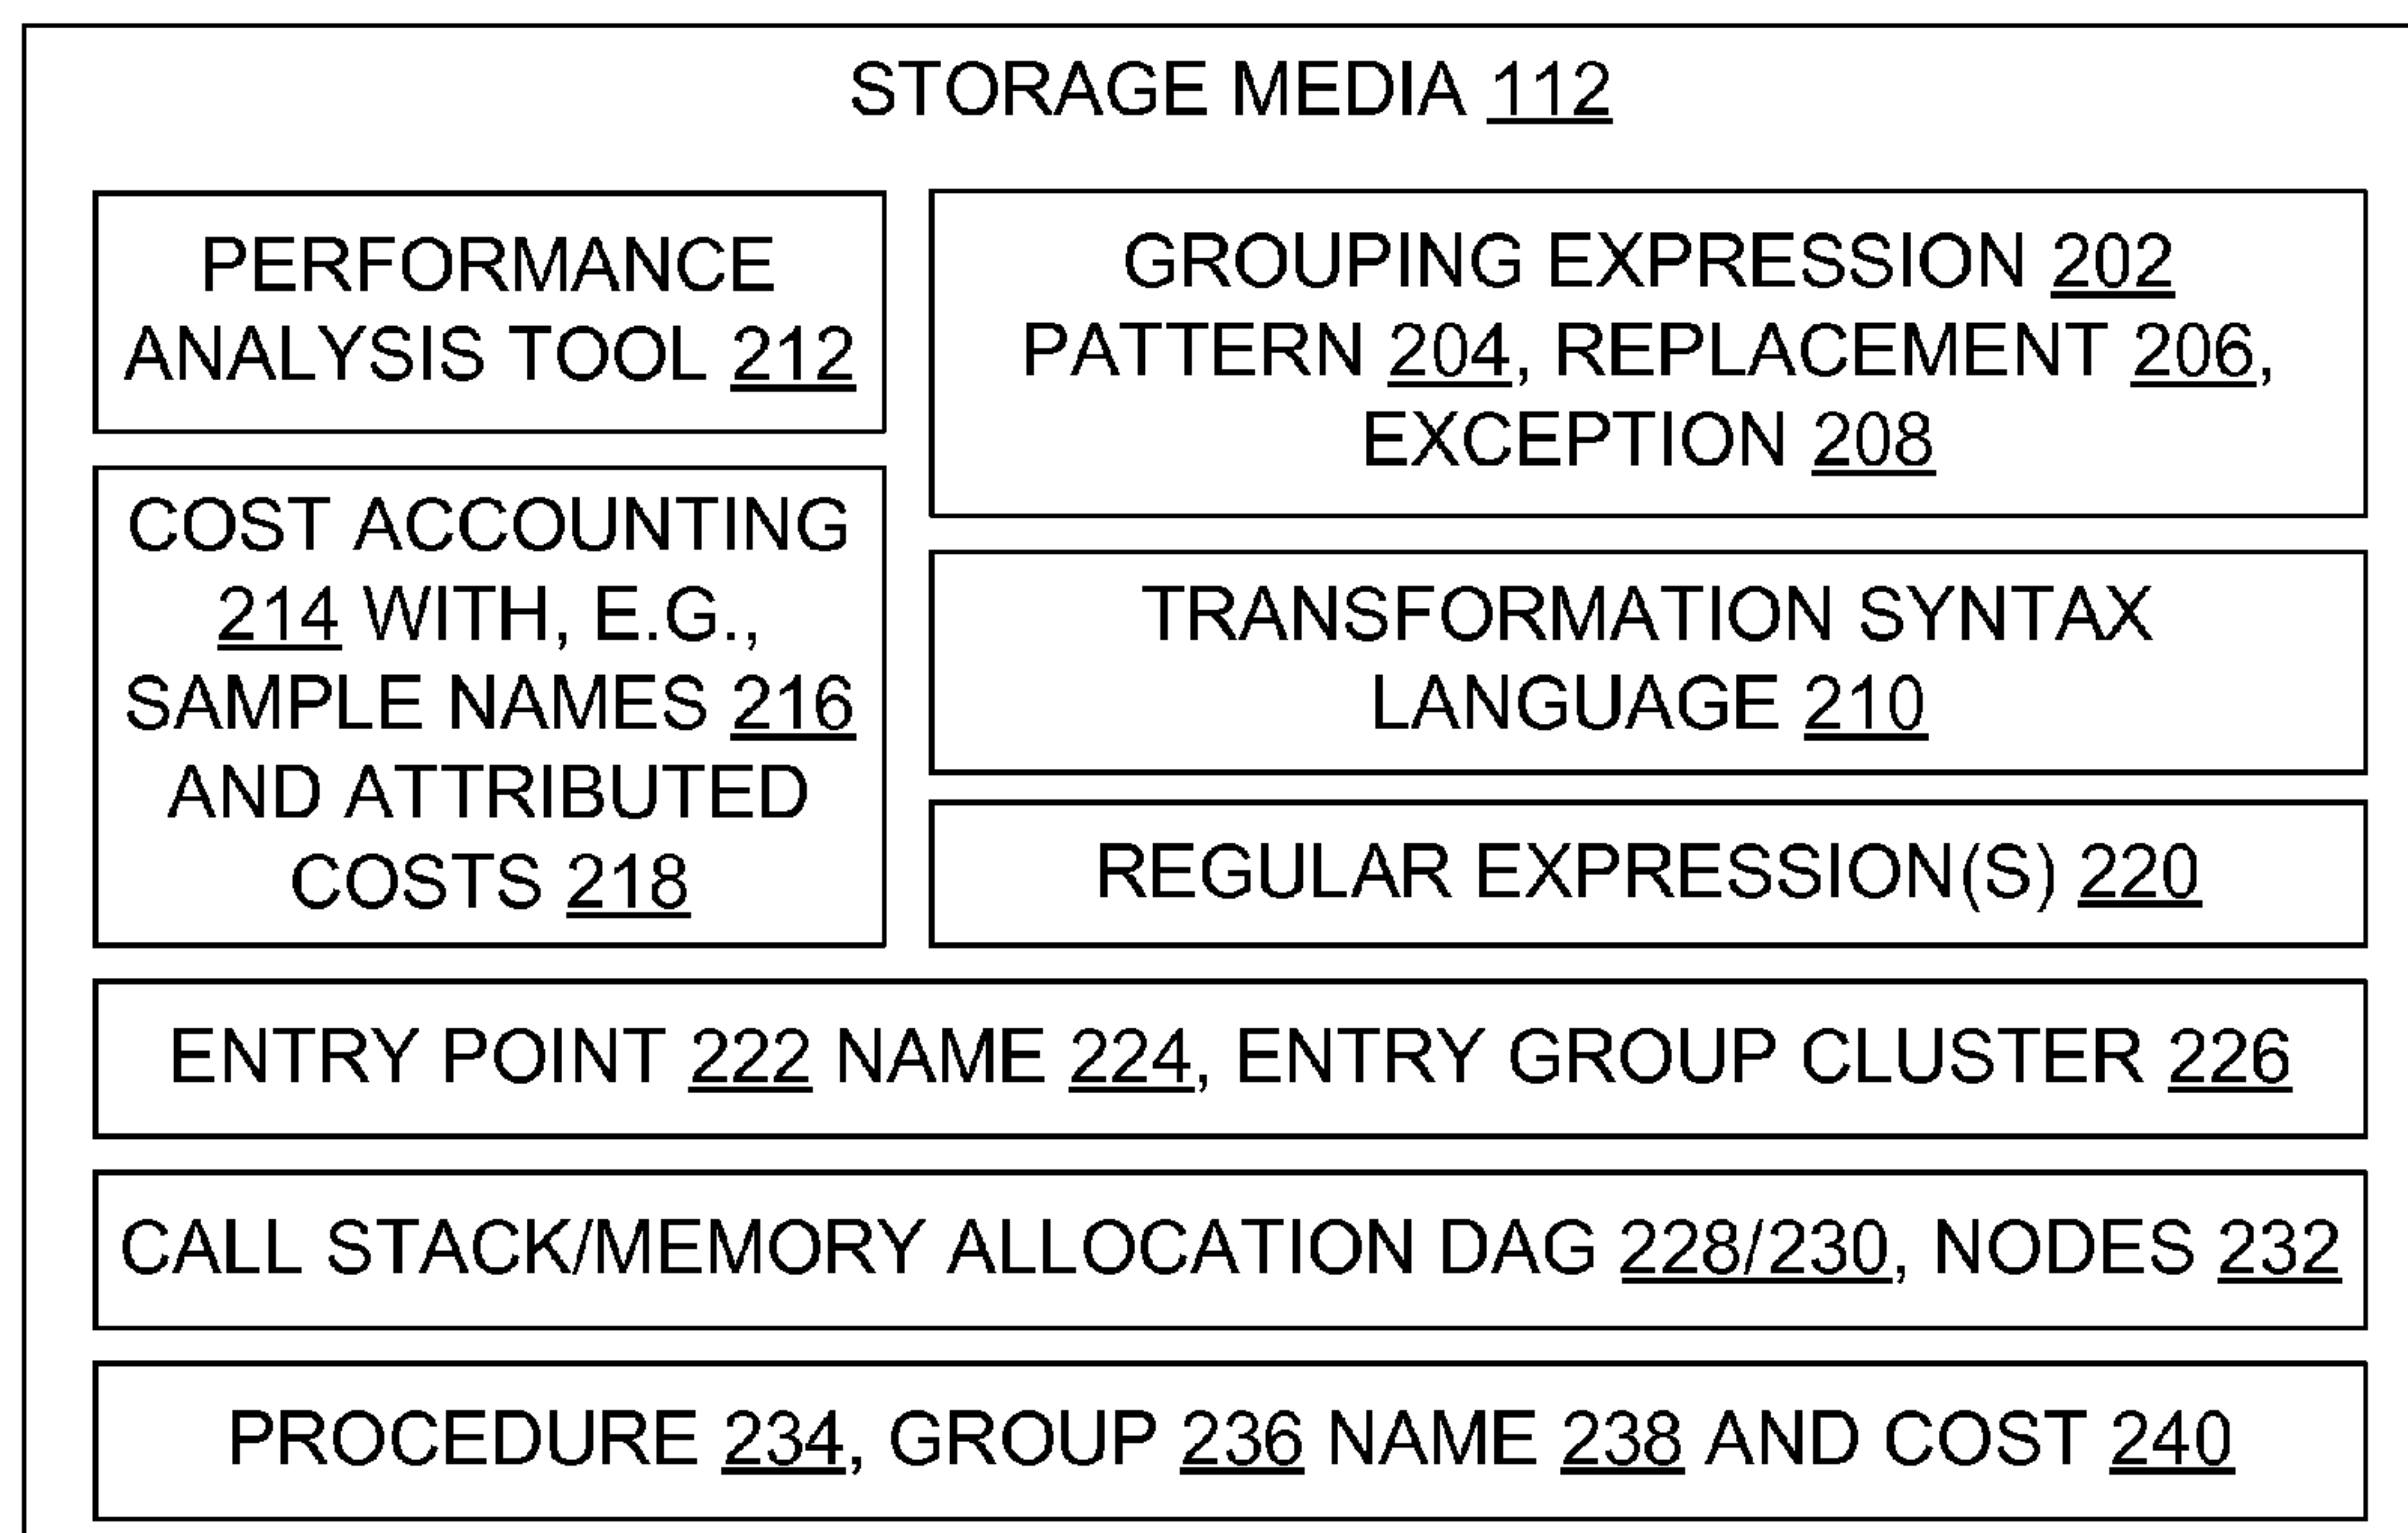 STORAGE MEDIA 112
PERFORMANCE
ANALYSIS TOOL 212
GROUPING EXPRESSION 202
PATTERN 204, REPLACEMENT 206,
EXCEPTION 208
COST ACCOUNTING
214 WITH, E.G.,
SAMPLE NAMES 216
AND ATTRIBUTED
COSTS 218
TRANSFORMATION SYNTAX
LANGUAGE 210
REGULAR EXPRESSION(S) 220
ENTRY POINT 222 NAME 224, ENTRY GROUP CLUSTER 226
CALL STACK/MEMORY ALLOCATION DAG 228/230, NODES 232
PROCEDURE 234, GROUP 236 NAME 238 AND COST 240